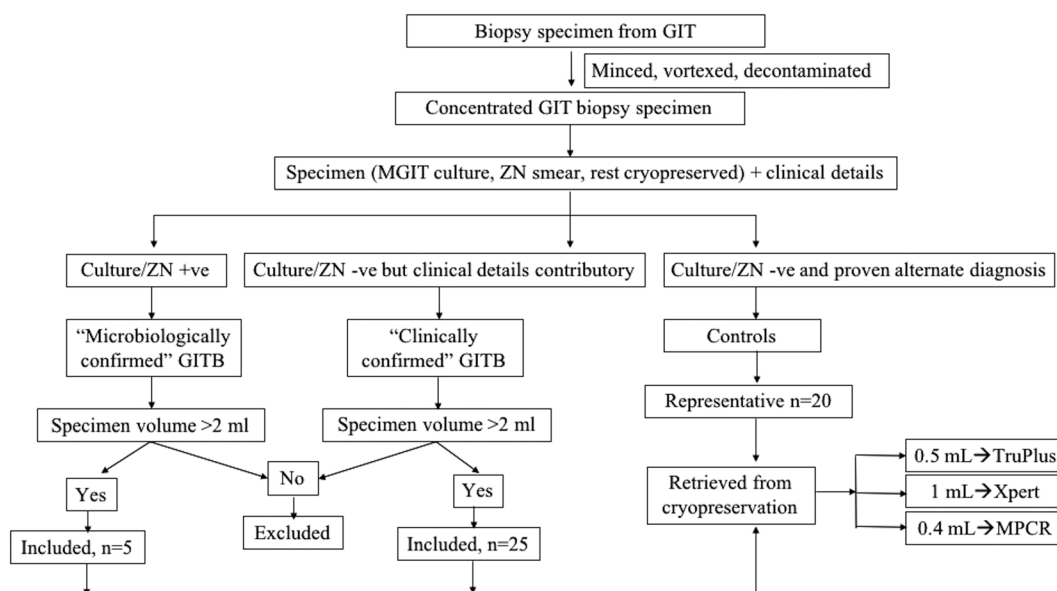 Biopsy specimen from GIT
Minced, vortexed, decontaminated
Concentrated GIT biopsy specimen
Specimen (MGIT culture, ZN smear, rest cryopreserved) + clinical details
Culture/ZN +ve
Culture/ZN -ve but clinical details contributory
Culture/ZN -ve and proven alternate diagnosis
“Microbiologically
confirmed” GITB
“Clinically
confirmed” GITB
Controls
Representative n=20
Specimen volume >2 ml
Specimen volume >2 ml
Yes
No
Yes
Excluded
Included, n=5
Included, n=25
Retrieved from
cryopreservation
0.5 mL→TruPlus
1 mL→Xpert
0.4 mL→MPCR